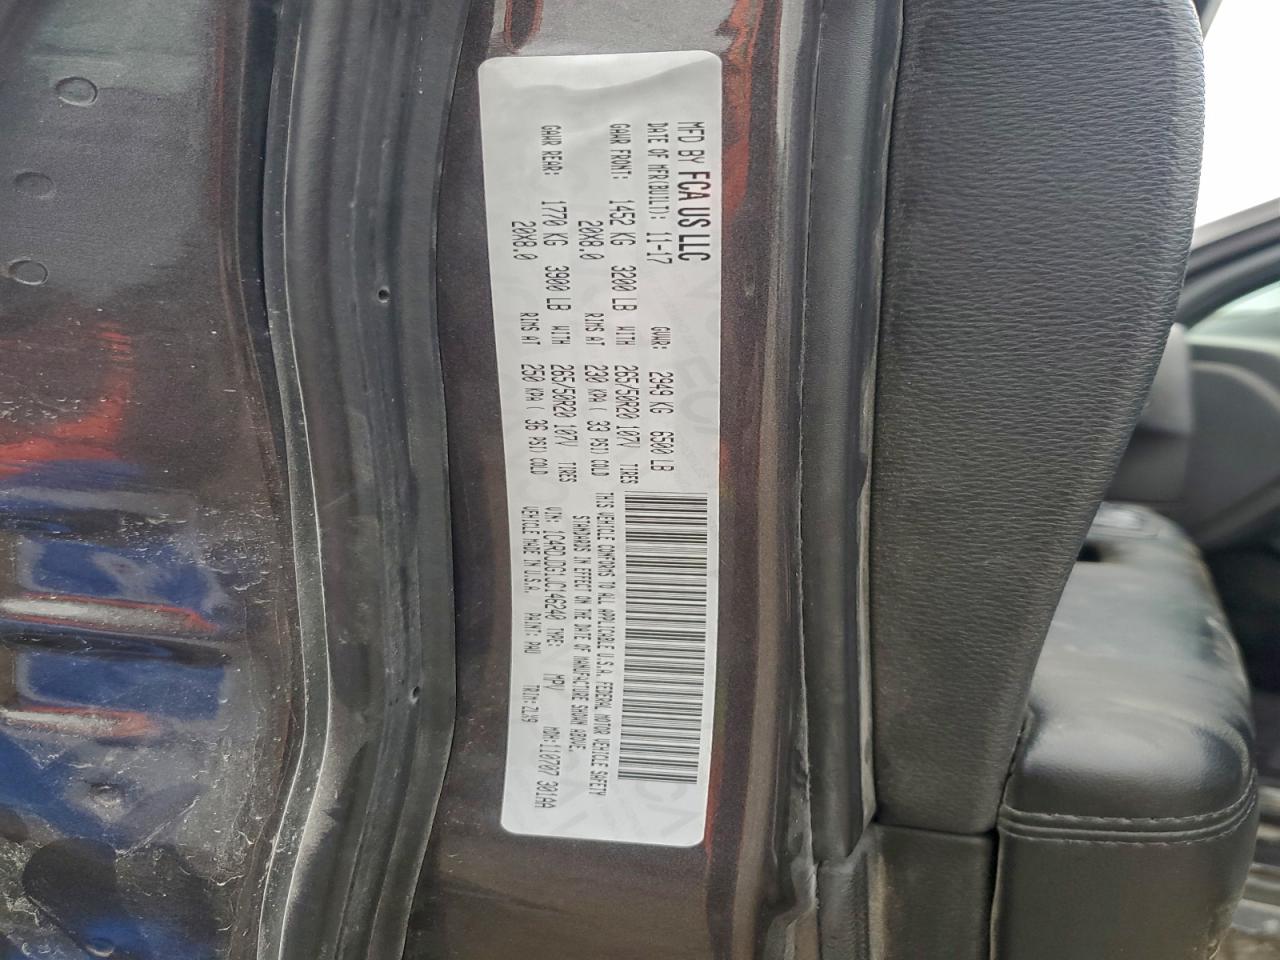 MFD BY FCA US LLC
DATE OF MFR(BUILT): 11-17 GVWR: 2949 KG 6500 LB
GAWR FRONT: 1452 KG 3200 LB WITH 265/50R20 107V TIRES
20X8.0 RIMS AT 230 KPA ( 33 PSI) COLD
GAWR REAR: 1770 KG 3900 LB WITH 265/50R20 107V TIRES
20X8.0 RIMS AT 250 KPA ( 36 PSI) COLD
THIS VEHICLE CONFORMS TO ALL APPLICABLE U.S.A. FEDERAL MOTOR VEHICLE SAFETY
STANDARDS IN EFFECT ON THE DATE OF MANUFACTURE SHOWN ABOVE.
VIN: 1C4RDJDG1JC146240 TYPE: MPV MDH: 110707 301AA
VEHICLE MADE IN U.S.A. PAINT: PAU TRIM: